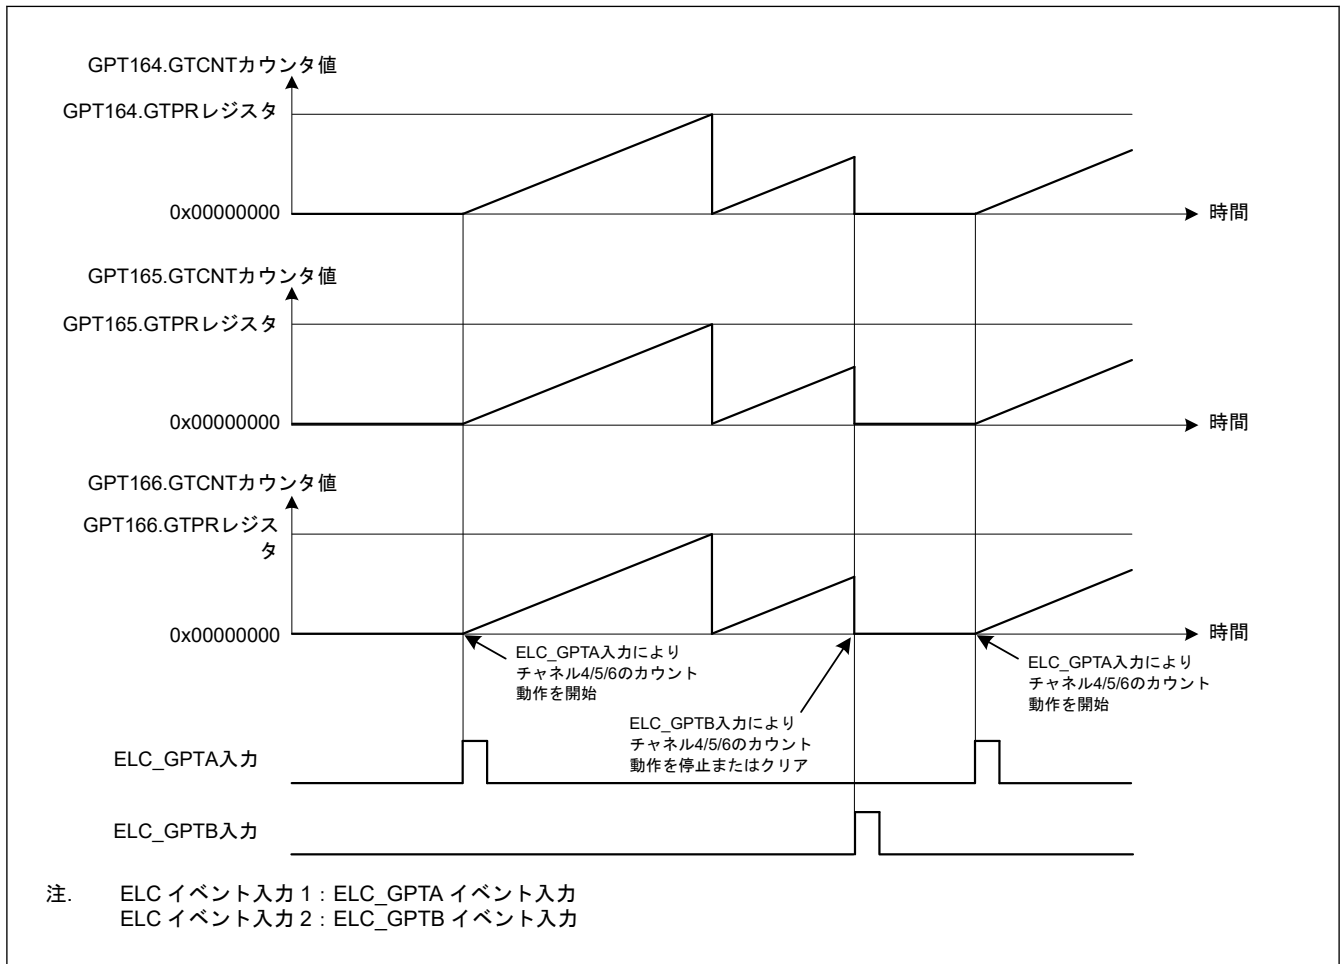 GPT164.GTCNTカウンタ値
GPT164.GTPRレジスタ
0x00000000
時間
GPT165.GTCNTカウンタ値
GPT165.GTPRレジスタ
0x00000000
時間
GPT166.GTCNTカウンタ値
GPT166.GTPRレジス
タ
0x00000000
時間
ELC_GPTA入力により
チャネル4/5/6のカウント
動作を開始
ELC_GPTB入力により
チャネル4/5/6のカウント
動作を停止またはクリア
ELC_GPTA入力により
チャネル4/5/6のカウント
動作を開始
ELC_GPTA入力
ELC_GPTB入力
注. ELC イベント入力 1 : ELC_GPTA イベント入力
ELC イベント入力 2 : ELC_GPTB イベント入力